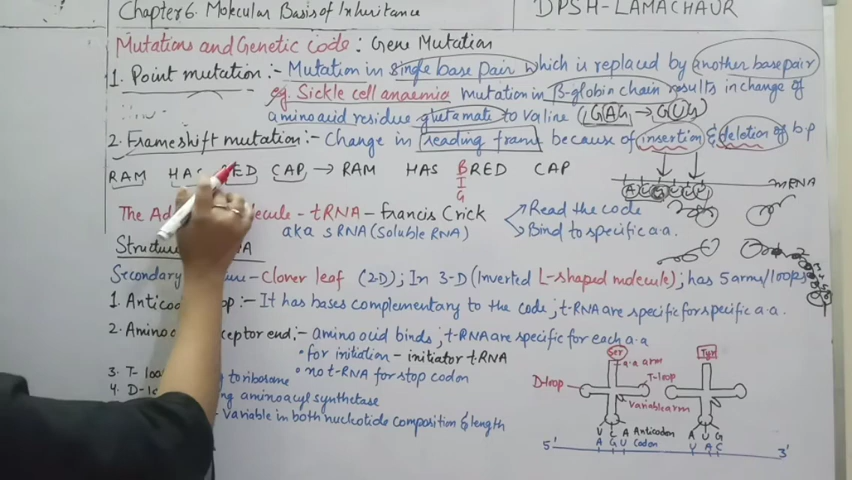 Chapter 6: Molecular Basis of Inheritance
DPSH-LAMACHAUR
Mutations and Genetic code: Gene Mutation
1. Point mutation :- Mutation in single base pair which is replaced by another base pair
eg. Sickle cell anaemia mutation in β-globin chain results in change of
amino acid residue glutamate to valine (GAG → GUG)
2. Frameshift mutation :- Change in reading frame because of insertion & deletion of b.p
RAM HAS RED CAP → RAM HAS BRED CAP
I
G
mRNA
The Ad molecule - tRNA - Francis Crick
Read the code
aka sRNA (Soluble RNA)
Bind to specific a.a.
Structure A
Secondary ure - Clover leaf (2-D); In 3-D (Inverted L-shaped molecule); has 5 arms/loops
1. Anticodon op :- It has bases complementary to the code; t-RNA are specific for specific a.a.
2. Amino ceptor end :- amino acid binds; t-RNA are specific for each a.a
• for initiation - initiator tRNA
• no t-RNA for stop codon
3. T-loo g to ribosome
4. D-l ng aminoacyl synthetase
- Variable in both nucleotide composition & length
Ser
Tyr
a.a arm
D-loop
T-loop
Variable arm
U C A Anticodon A U G
5' A G U Codon U A C 3'